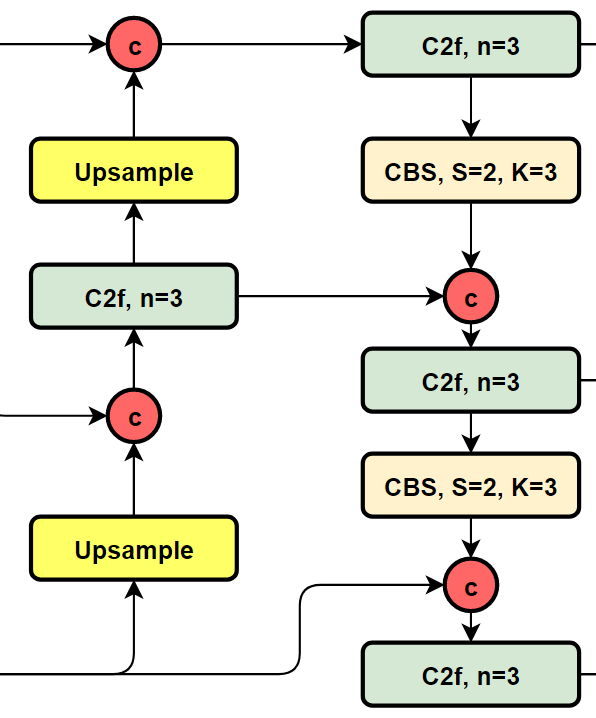 c
C2f, n=3
Upsample
CBS, S=2, K=3
C2f, n=3
c
C2f, n=3
c
CBS, S=2, K=3
Upsample
c
C2f, n=3